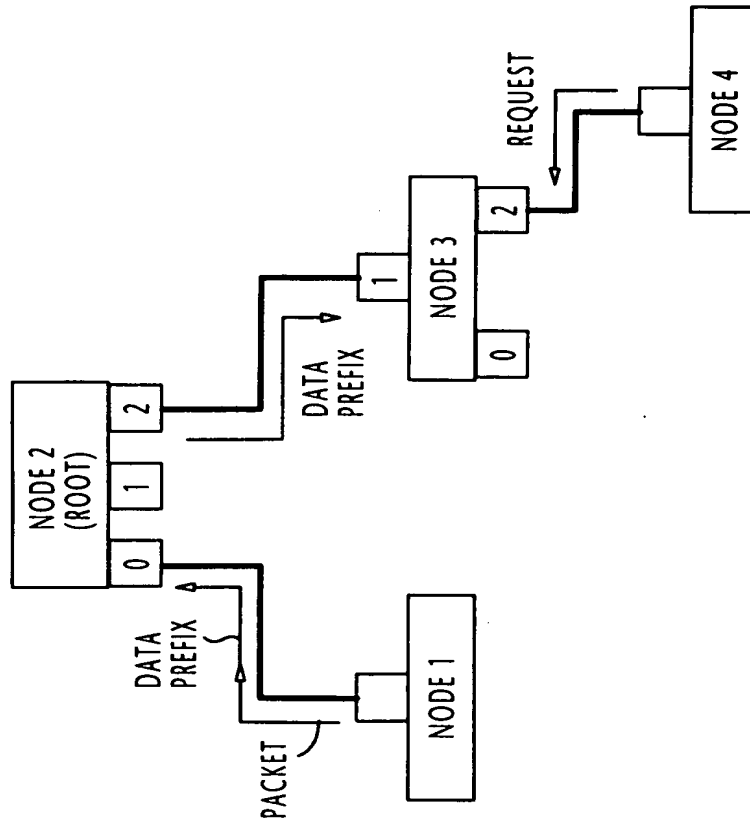 NODE 2
(ROOT)
0
1
2
DATA
PREFIX
PACKET
NODE 1
DATA
PREFIX
1
NODE 3
0
2
REQUEST
NODE 4